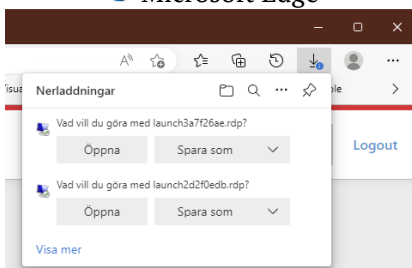 Microsoft Edge
Nerladdningar
Vad vill du göra med launch3a7f26ae.rdp?
Öppna
Spara som
Vad vill du göra med launch2d2f0edb.rdp?
Öppna
Spara som
Visa mer
Logout